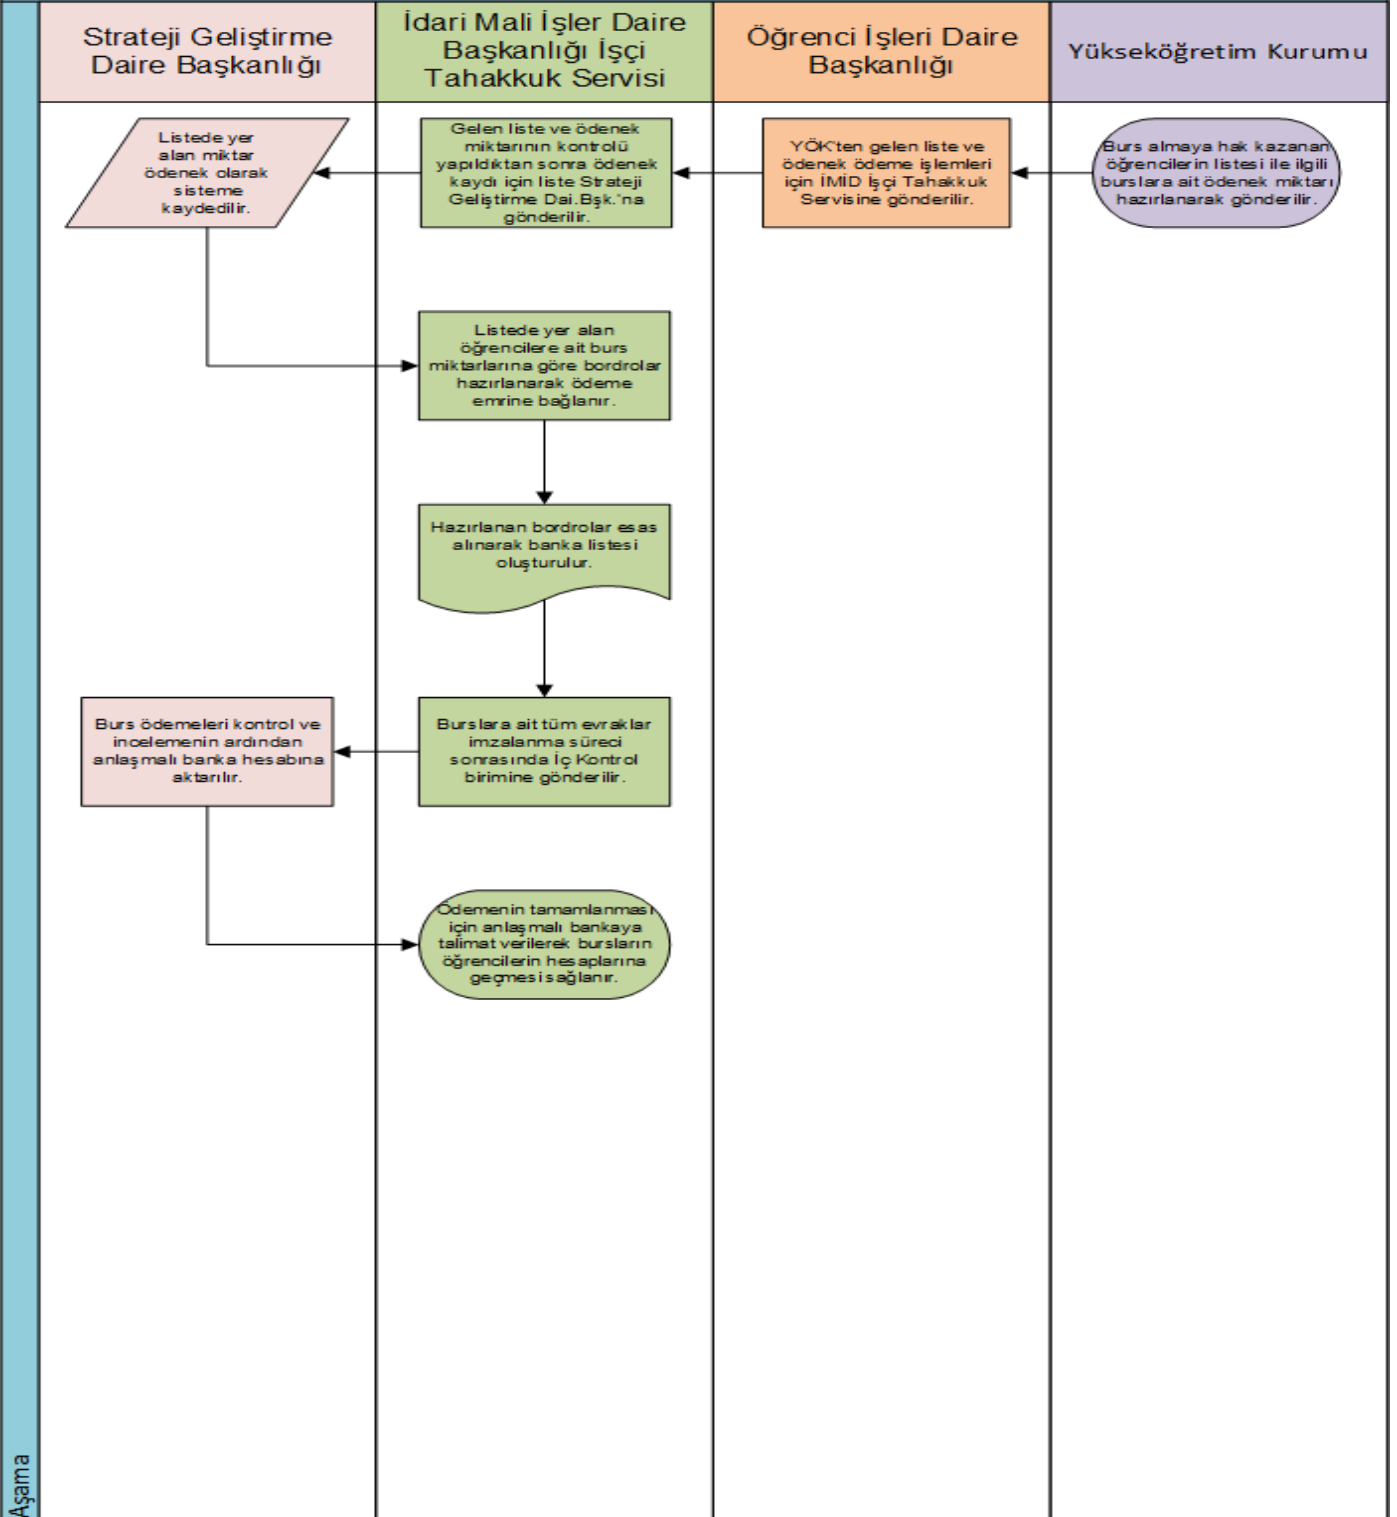 Strateji Geliştirme
Daire Başkanlığı
İdari Mali İşler Daire
Başkanlığı İşçi
Tahakkuk Servisi
Öğrenci İşleri Daire
Başkanlığı
Yükseköğretim Kurumu
Listede yer
alan miktar
ödenek olarak
sisteme
kaydedilir.
Gelen liste ve ödenek
miktarının kontrolü
yapıldıktan sonra ödenek
kaydı için liste Strateji
Geliştirme Dai.Bşk.'na
gönderilir.
YÖK'ten gelen liste ve
ödenek ödeme işlemleri
için İMİD İşçi Tahakkuk
Servisine gönderilir.
Burs almaya hak kazanan
öğrencilerin listesi ile ilgili
burslara ait ödenek miktarı
hazırlanarak gönderilir.
Listede yer alan
öğrencilere ait burs
miktarlarına göre bordrolar
hazırlanarak ödeme
emrine bağlanır.
Hazırlanan bordrolar esas
alınarak banka listesi
oluşturulur.
Burs ödemeleri kontrol ve
incelemenin ardından
anlaşmalı banka hesabına
aktarılır.
Burslara ait tüm evraklar
imzalanma süreci
sonrasında İç Kontrol
birimine gönderilir.
Ödemenin tamamlanması
için anlaşmalı bankaya
talimat verilerek bursların
öğrencilerin hesaplarına
geçmesi sağlanır.
Aşama